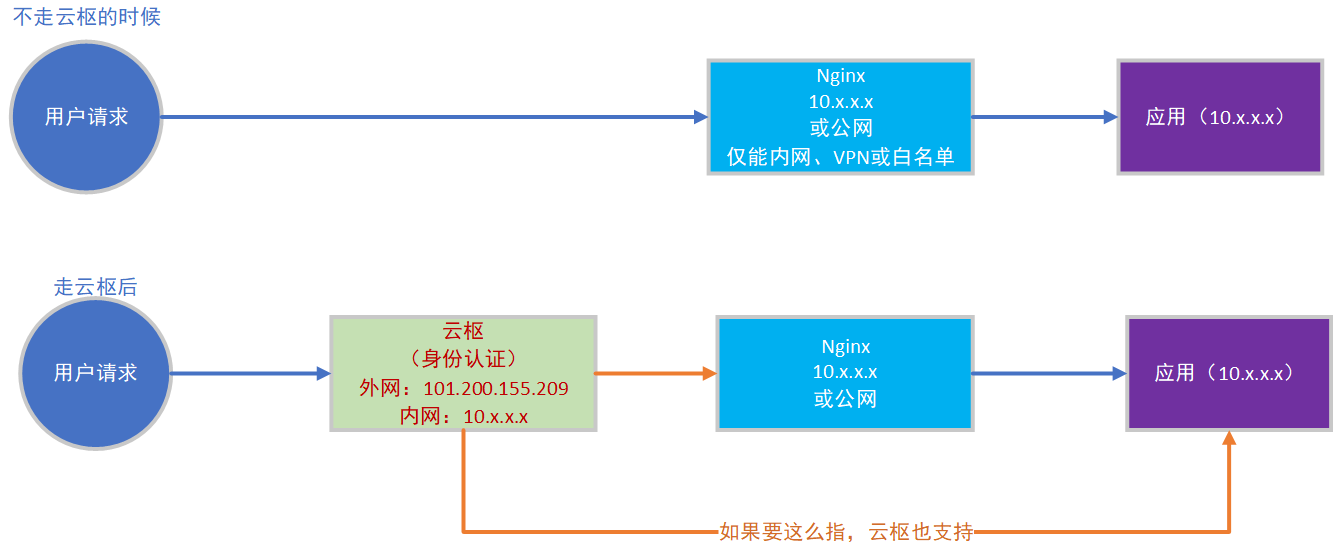 不走云枢的时候
用户请求
Nginx
10.x.x.x
或公网
仅能内网、VPN或白名单
应用（10.x.x.x）
走云枢后
用户请求
云枢
（身份认证）
外网：101.200.155.209
内网：10.x.x.x
Nginx
10.x.x.x
或公网
应用（10.x.x.x）
如果要这么指，云枢也支持